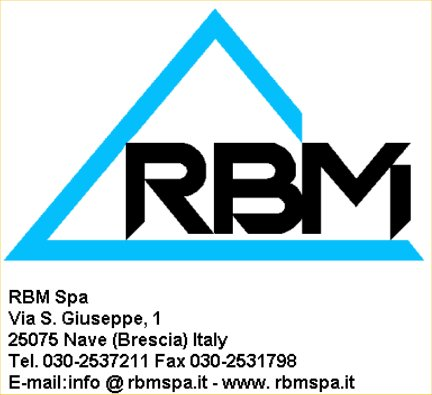 RBM
RBM Spa
Via S. Giuseppe, 1
25075 Nave (Brescia) Italy
Tel. 030-2537211 Fax 030-2531798
E-mail:info @ rbmspa.it - www. rbmspa.it